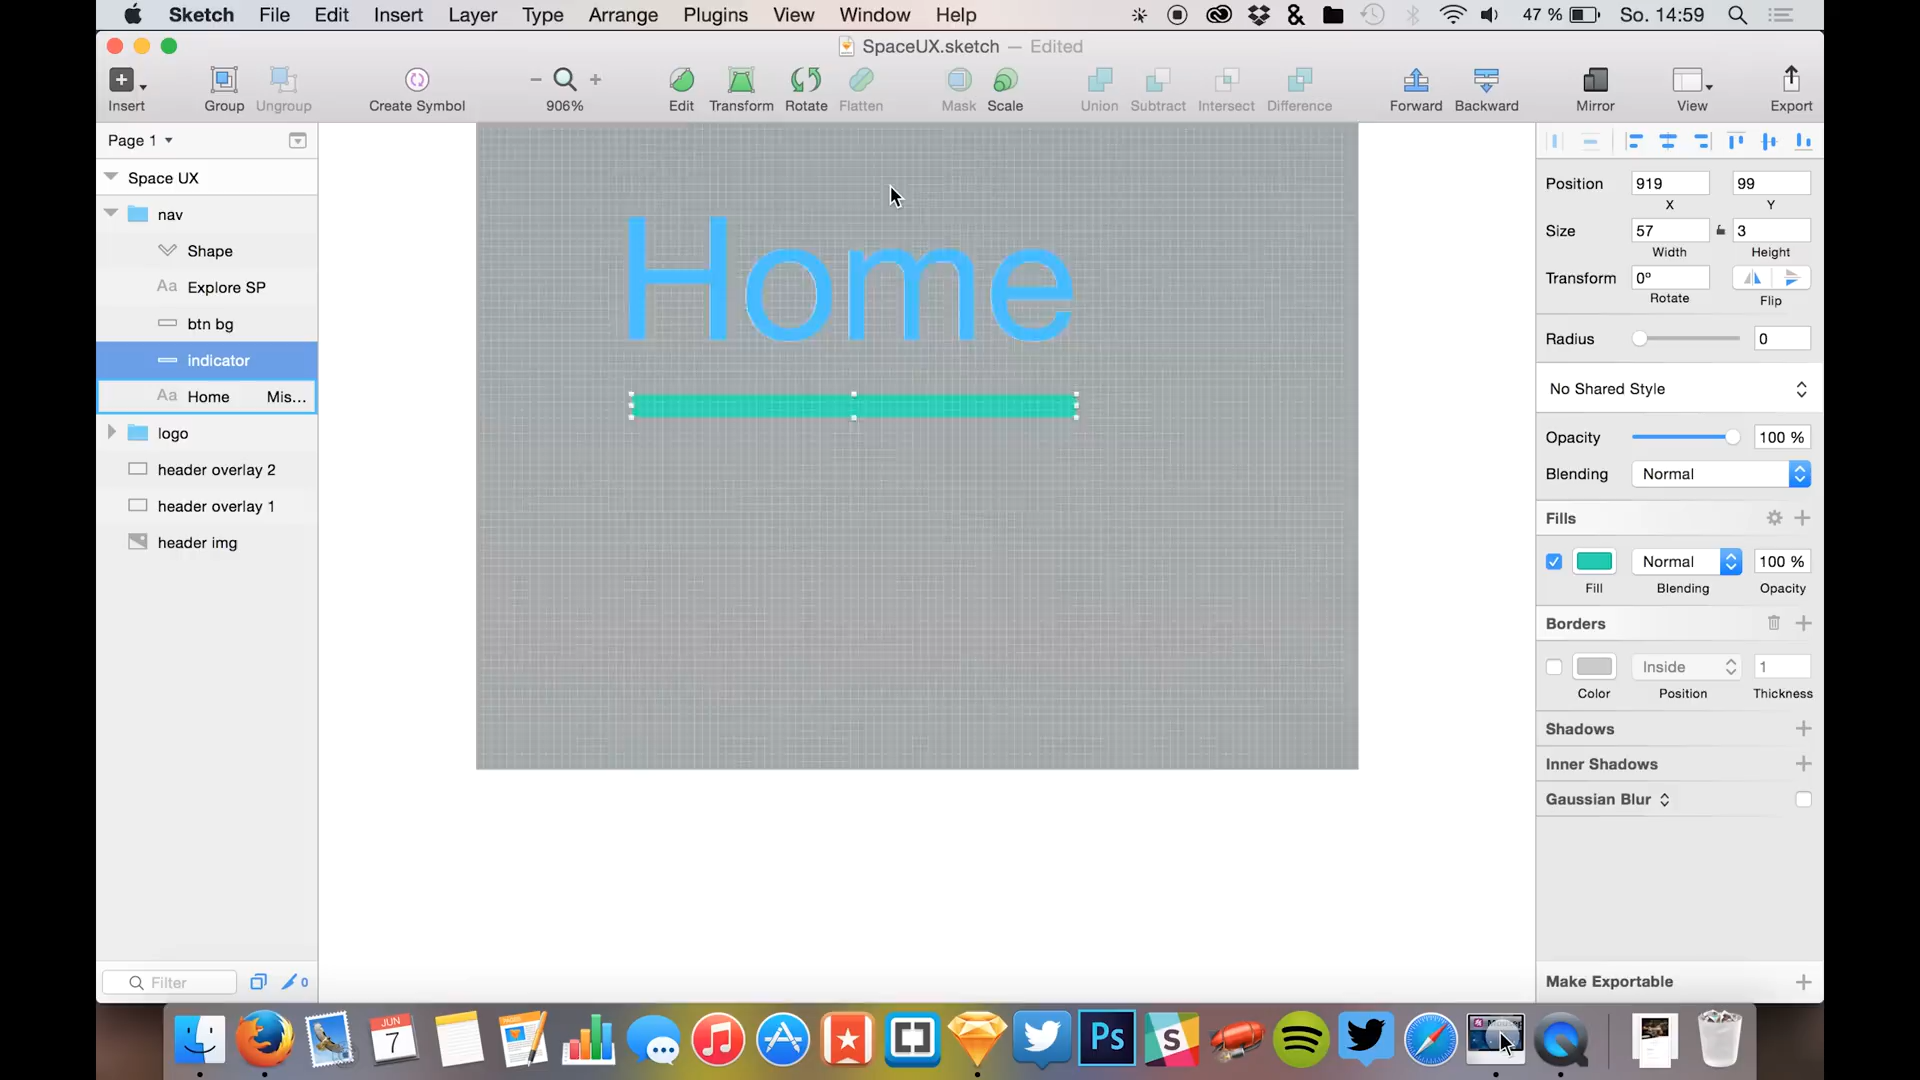 Sketch File Edit Insert Layer Type Arrange Plugins View Window Help 47 % So. 14:59
SpaceUX.sketch — Edited
Insert Group Ungroup Create Symbol 906% Edit Transform Rotate Flatten Mask Scale Union Subtract Intersect Difference Forward Backward Mirror View Export
Page 1
Space UX
nav
Shape
Aa Explore SP
btn bg
indicator
Aa Home Mis...
logo
header overlay 2
header overlay 1
header img
Filter 0
Home
Position 919 99
X Y
Size 57 3
Width Height
Transform 0°
Rotate Flip
Radius 0
No Shared Style
Opacity 100 %
Blending Normal
Fills
Normal 100 %
Fill Blending Opacity
Borders
Inside 1
Color Position Thickness
Shadows
Inner Shadows
Gaussian Blur
Make Exportable
JUN
7
Ps
S